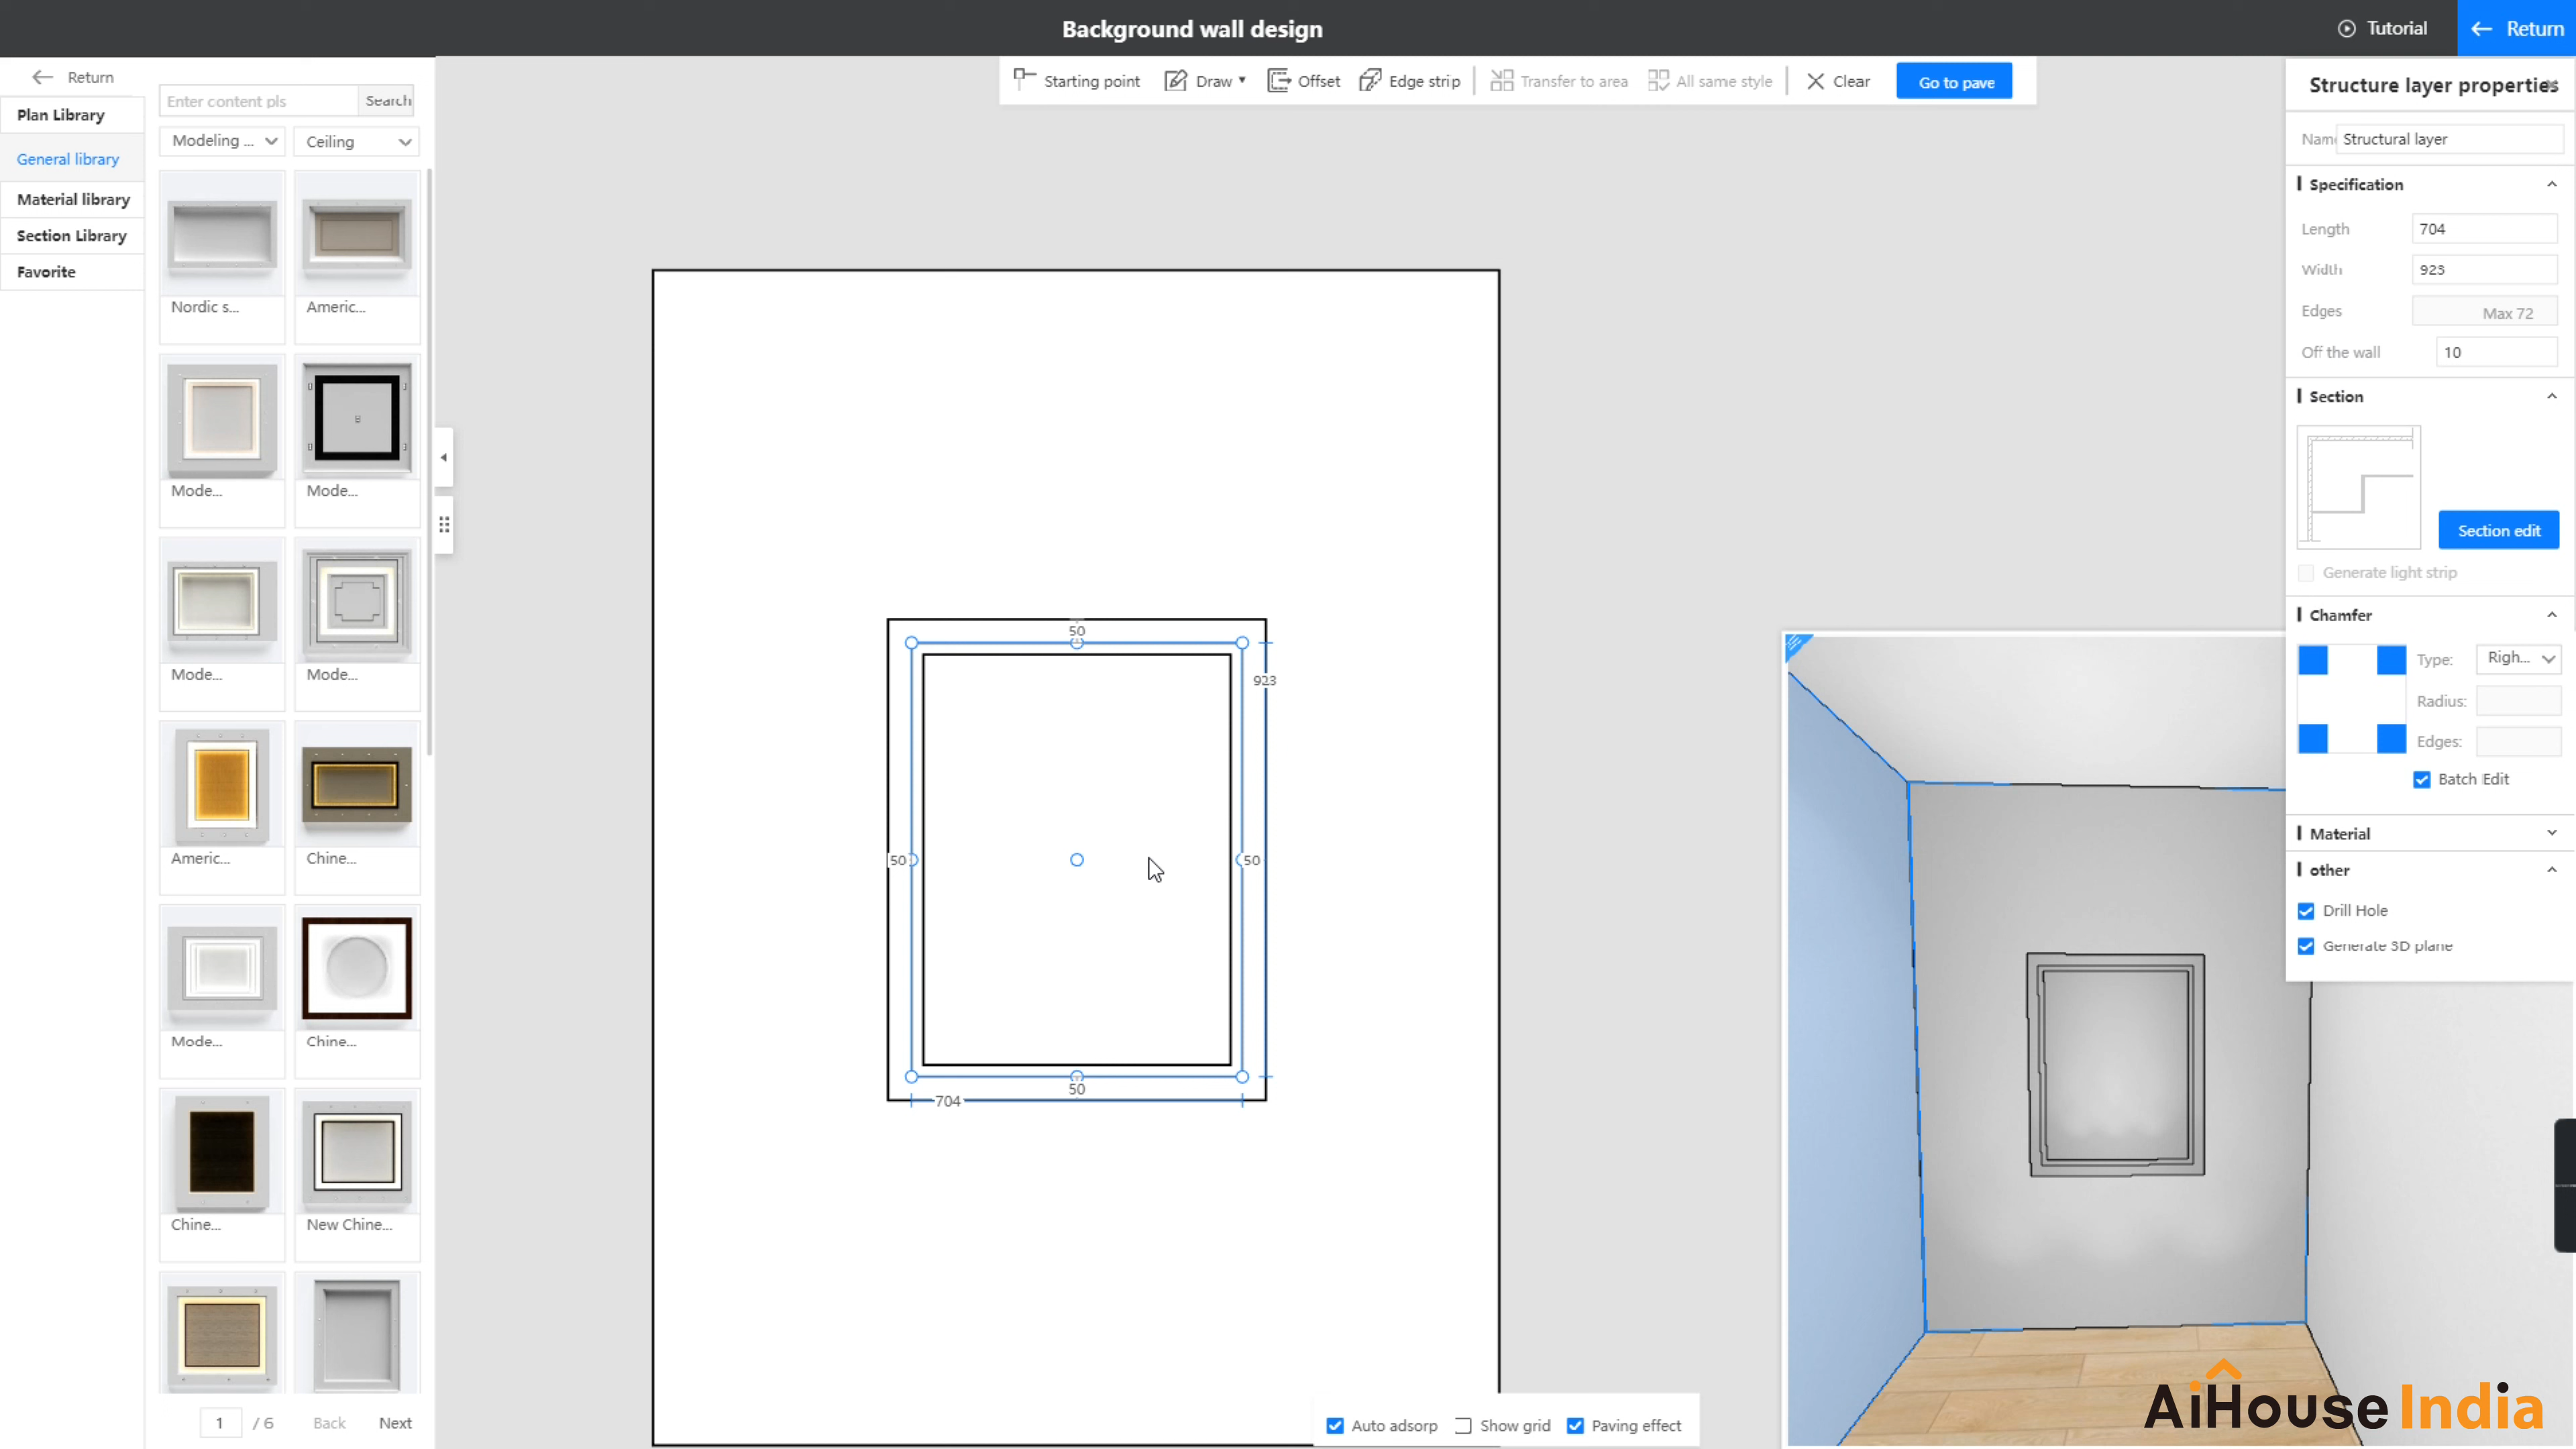 Background wall design
Tutorial
Return
Return
Plan Library
General library
Material library
Section Library
Favorite
Enter content pls
Search
Modeling ...
Ceiling
Nordic s...
Americ...
Mode...
Mode...
Mode...
Mode...
Americ...
Chine...
Mode...
Chine...
Chine...
New Chine...
1 / 6 Back Next
Starting point
Draw
Offset
Edge strip
Transfer to area
All same style
Clear
Go to pave
50
923
50
50
50
704
Auto adsorp
Show grid
Paving effect
Structure layer properties
Nam
Structural layer
Specification
Length 704
Width 923
Edges Max 72
Off the wall 10
Section
Section edit
Generate light strip
Chamfer
Type: Righ...
Radius:
Edges:
Batch Edit
Material
other
Drill Hole
Generate 3D plane
AiHouse India